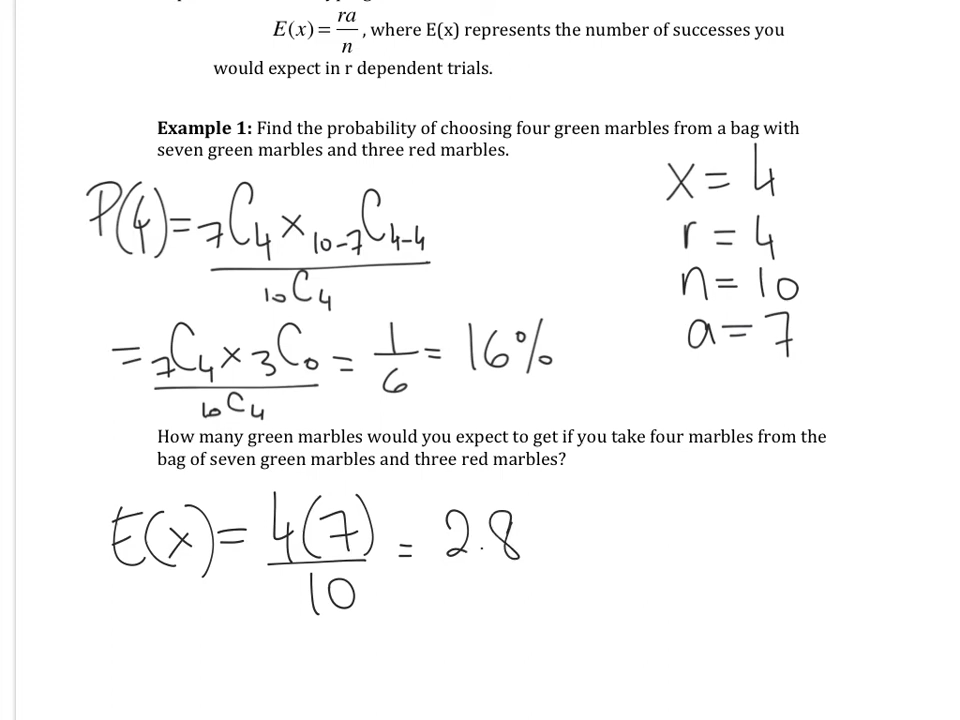 E(x) = ra/n, where E(x) represents the number of successes you
would expect in r dependent trials.
Example 1: Find the probability of choosing four green marbles from a bag with
seven green marbles and three red marbles.
x = 4
r = 4
n = 10
a = 7
P(4) = 7C4 × 10-7C4-4
10C4
= 7C4 × 3C0 = 1/6 = 16%
10C4
How many green marbles would you expect to get if you take four marbles from the
bag of seven green marbles and three red marbles?
E(x) = 4(7)/10 = 2.8